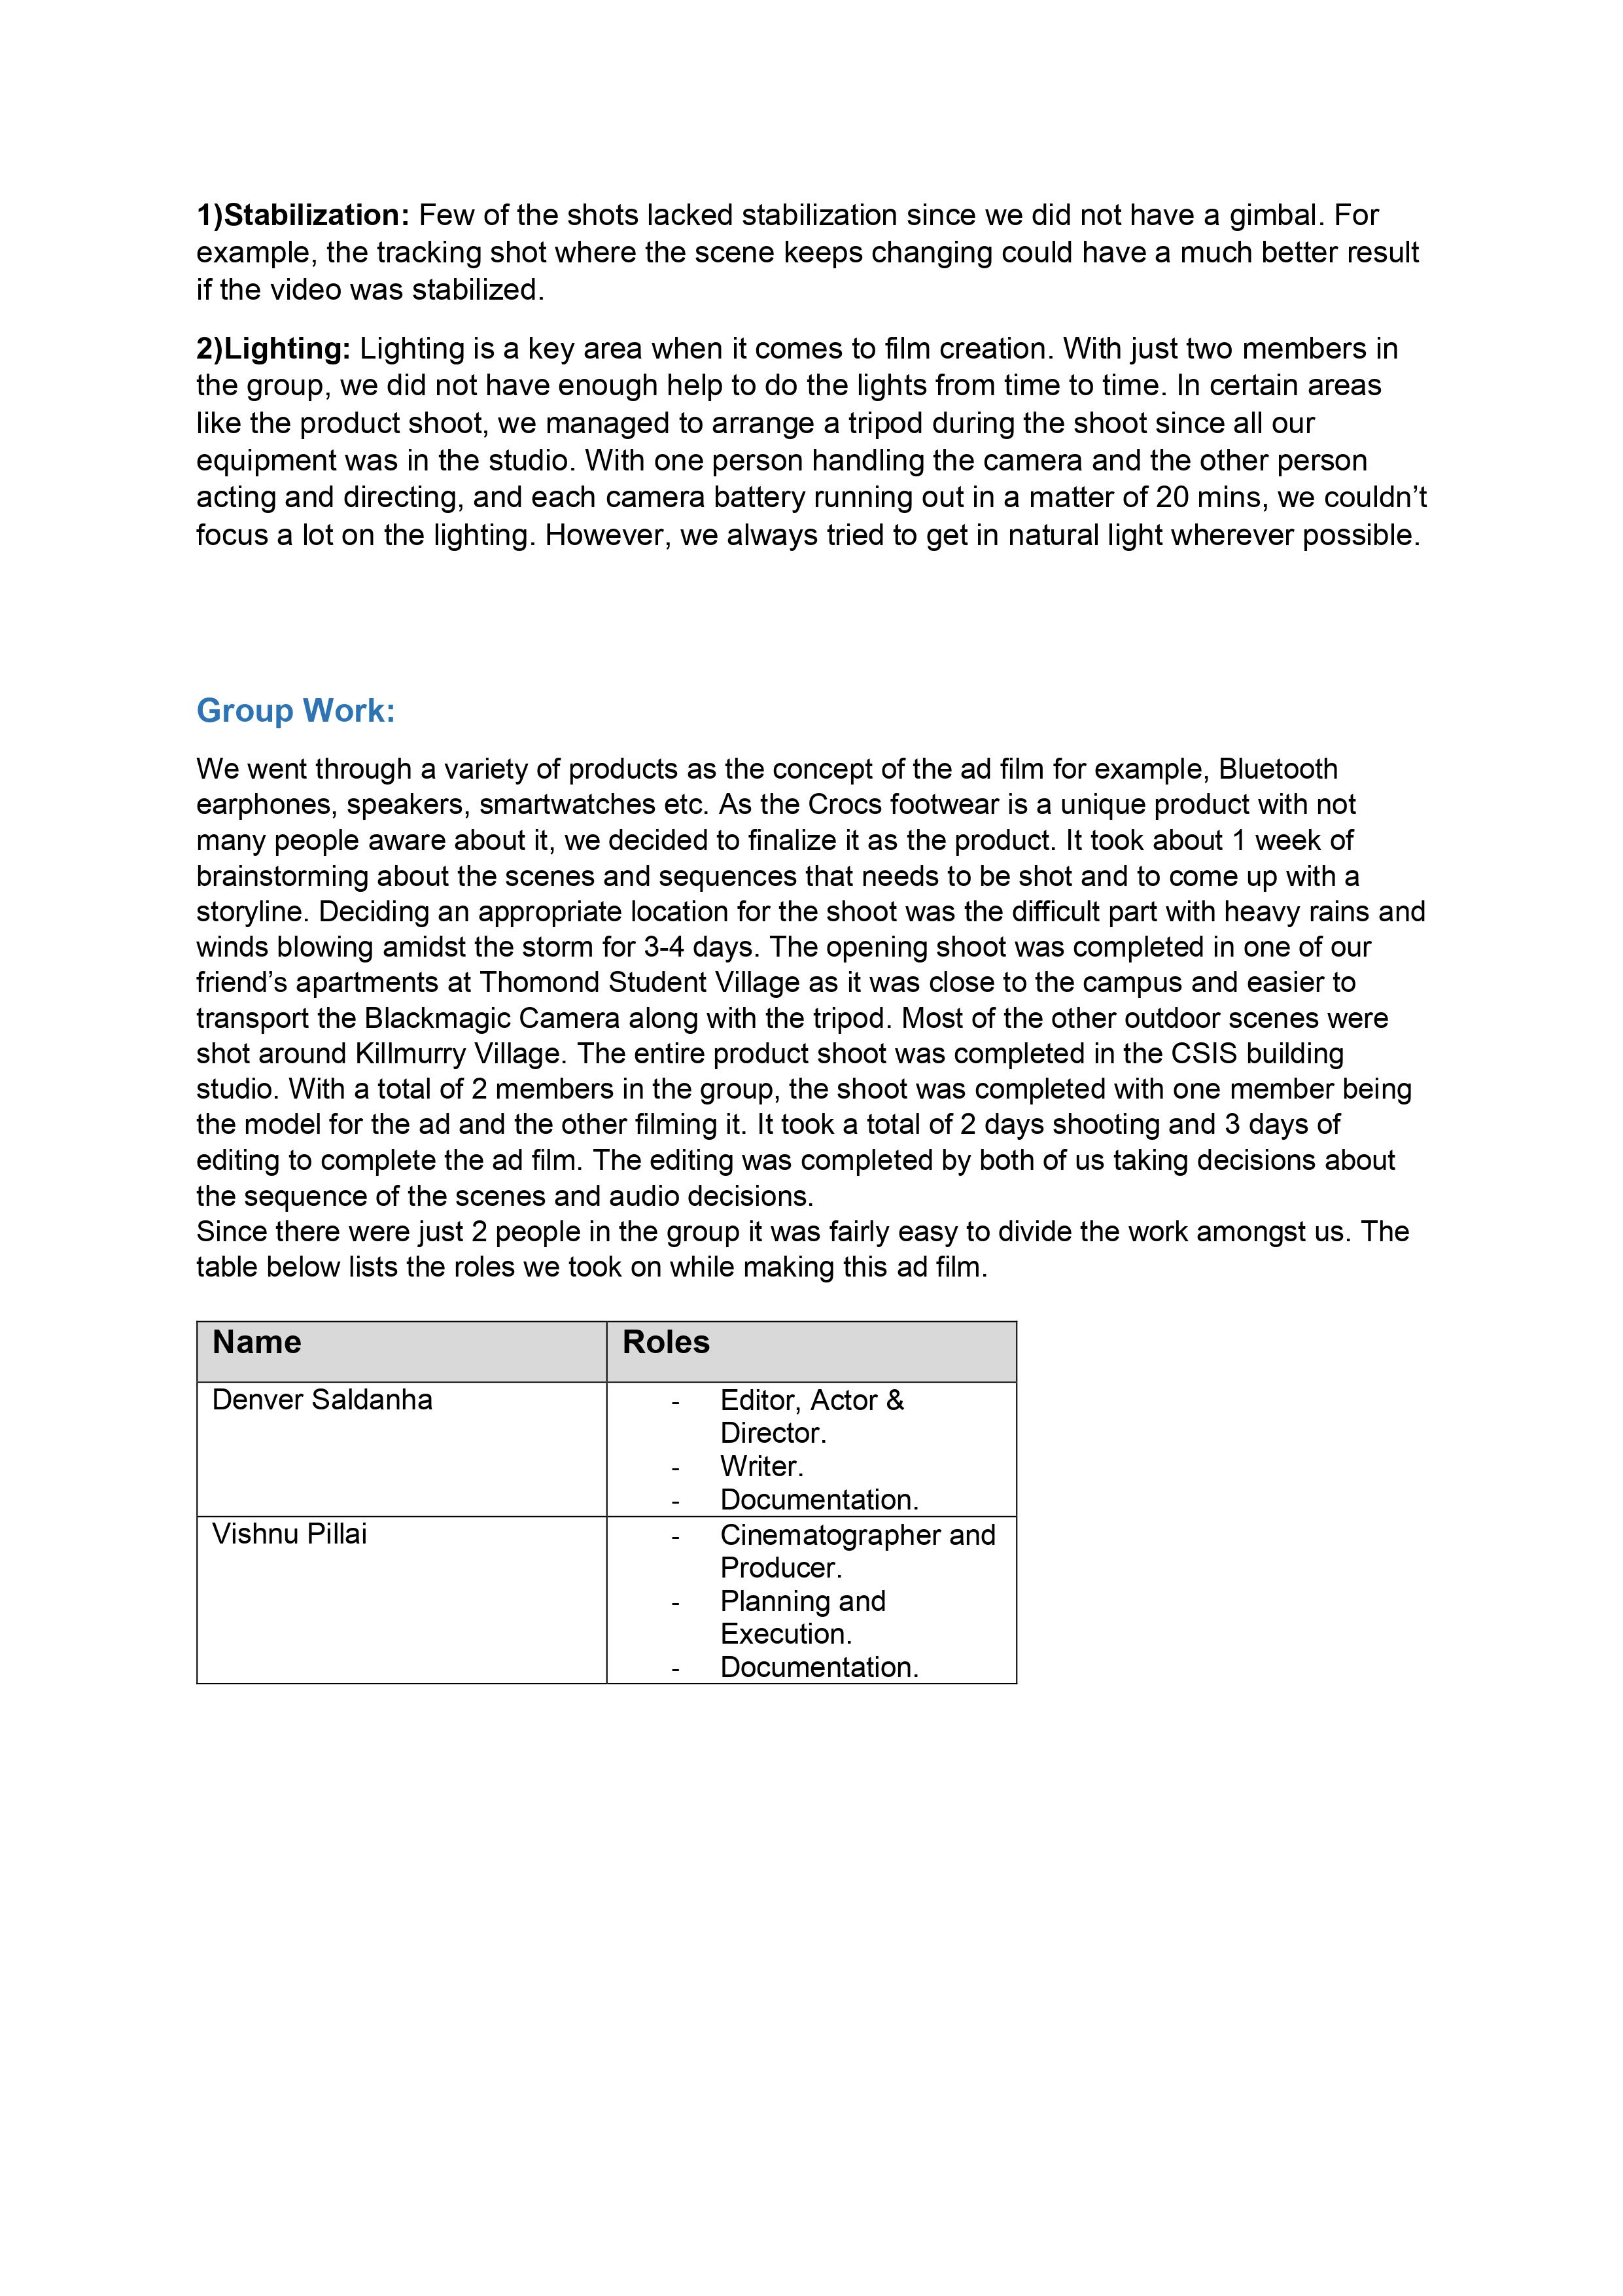 1)Stabilization: Few of the shots lacked stabilization since we did not have a gimbal. For
example, the tracking shot where the scene keeps changing could have a much better result
if the video was stabilized.
2)Lighting: Lighting is a key area when it comes to film creation. With just two members in
the group, we did not have enough help to do the lights from time to time. In certain areas
like the product shoot, we managed to arrange a tripod during the shoot since all our
equipment was in the studio. With one person handling the camera and the other person
acting and directing, and each camera battery running out in a matter of 20 mins, we couldn’t
focus a lot on the lighting. However, we always tried to get in natural light wherever possible.
Group Work:
We went through a variety of products as the concept of the ad film for example, Bluetooth
earphones, speakers, smartwatches etc. As the Crocs footwear is a unique product with not
many people aware about it, we decided to finalize it as the product. It took about 1 week of
brainstorming about the scenes and sequences that needs to be shot and to come up with a
storyline. Deciding an appropriate location for the shoot was the difficult part with heavy rains and
winds blowing amidst the storm for 3-4 days. The opening shoot was completed in one of our
friend’s apartments at Thomond Student Village as it was close to the campus and easier to
transport the Blackmagic Camera along with the tripod. Most of the other outdoor scenes were
shot around Killmurry Village. The entire product shoot was completed in the CSIS building
studio. With a total of 2 members in the group, the shoot was completed with one member being
the model for the ad and the other filming it. It took a total of 2 days shooting and 3 days of
editing to complete the ad film. The editing was completed by both of us taking decisions about
the sequence of the scenes and audio decisions.
Since there were just 2 people in the group it was fairly easy to divide the work amongst us. The
table below lists the roles we took on while making this ad film.
Name Roles
Denver Saldanha - Editor, Actor &
Director.
- Writer.
- Documentation.
Vishnu Pillai - Cinematographer and
Producer.
- Planning and
Execution.
- Documentation.